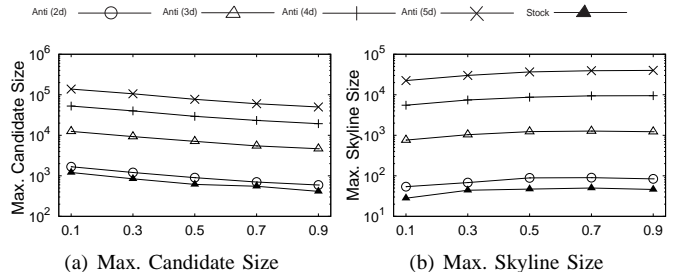 Anti (2d) Anti (3d) Anti (4d) Anti (5d) Stock
Max. Candidate Size
10^6
10^5
10^4
10^3
10^2
0.1 0.3 0.5 0.7 0.9
(a) Max. Candidate Size
Max. Skyline Size
10^5
10^4
10^3
10^2
10^1
0.1 0.3 0.5 0.7 0.9
(b) Max. Skyline Size